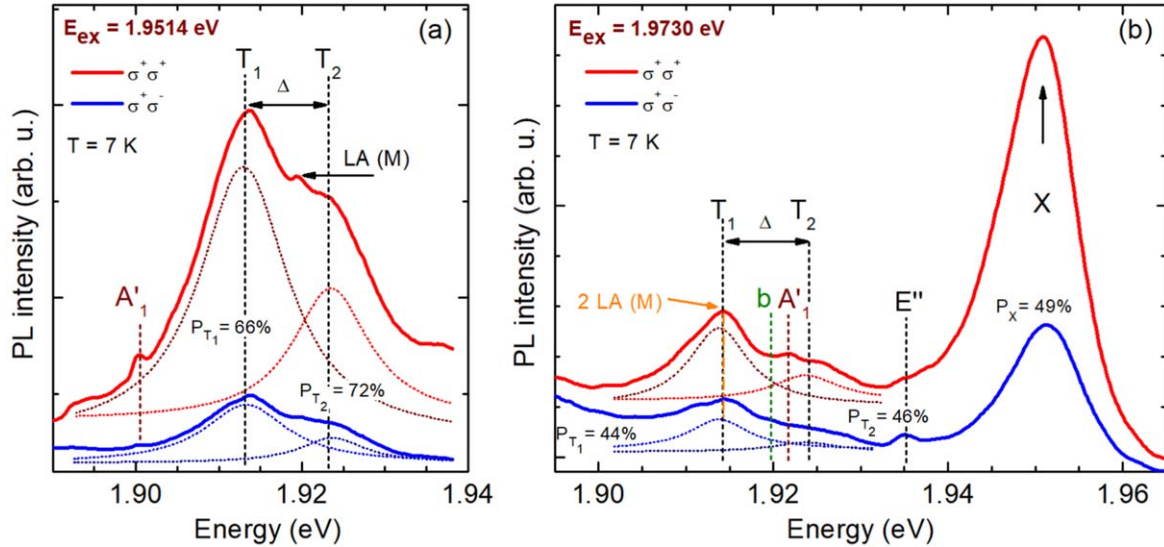 E_ex = 1.9514 eV
(a)
σ⁺ σ⁺
σ⁺ σ⁻
T = 7 K
T₁
T₂
Δ
LA (M)
A'₁
P_T₁ = 66%
P_T₂ = 72%
PL intensity (arb. u.)
1.90
1.92
1.94
Energy (eV)
E_ex = 1.9730 eV
(b)
σ⁺ σ⁺
σ⁺ σ⁻
T = 7 K
T₁
T₂
Δ
X
2 LA (M)
b
A'₁
E''
P_X = 49%
P_T₁ = 44%
P_T₂ = 46%
PL intensity (arb. u.)
1.90
1.92
1.94
1.96
Energy (eV)